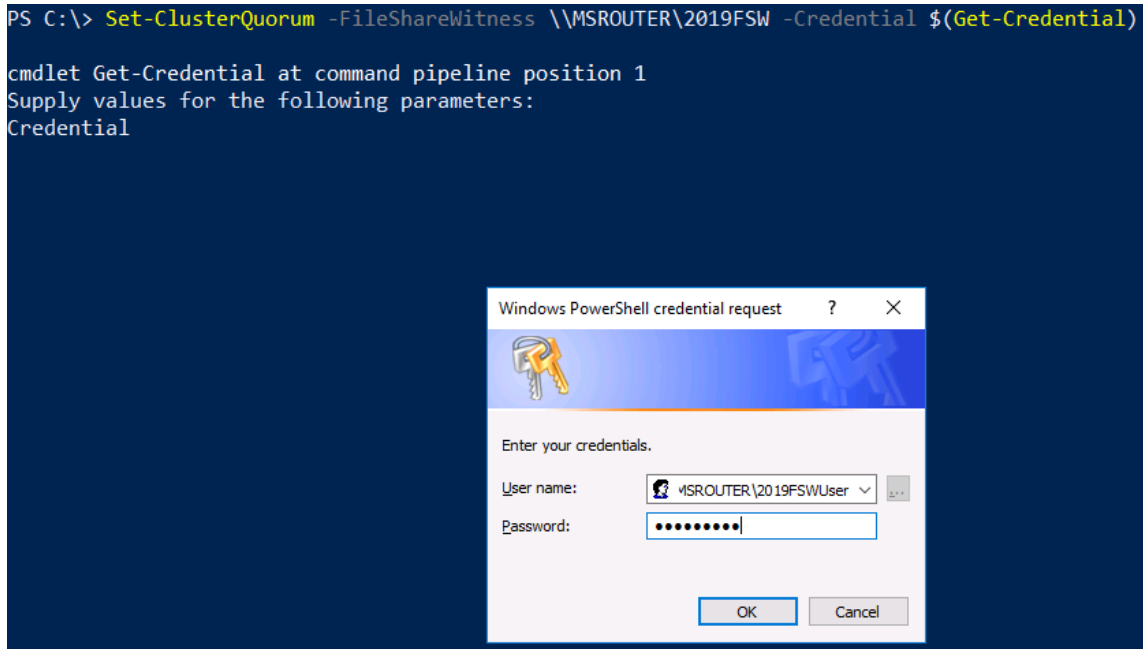 PS C:\> Set-ClusterQuorum -FileShareWitness \\MSROUTER\2019FSW -Credential $(Get-Credential)
cmdlet Get-Credential at command pipeline position 1
Supply values for the following parameters:
Credential
Windows PowerShell credential request ? ×
Enter your credentials.
User name: MSROUTER\2019FSWUser ...
Password: •••••••••
OK Cancel